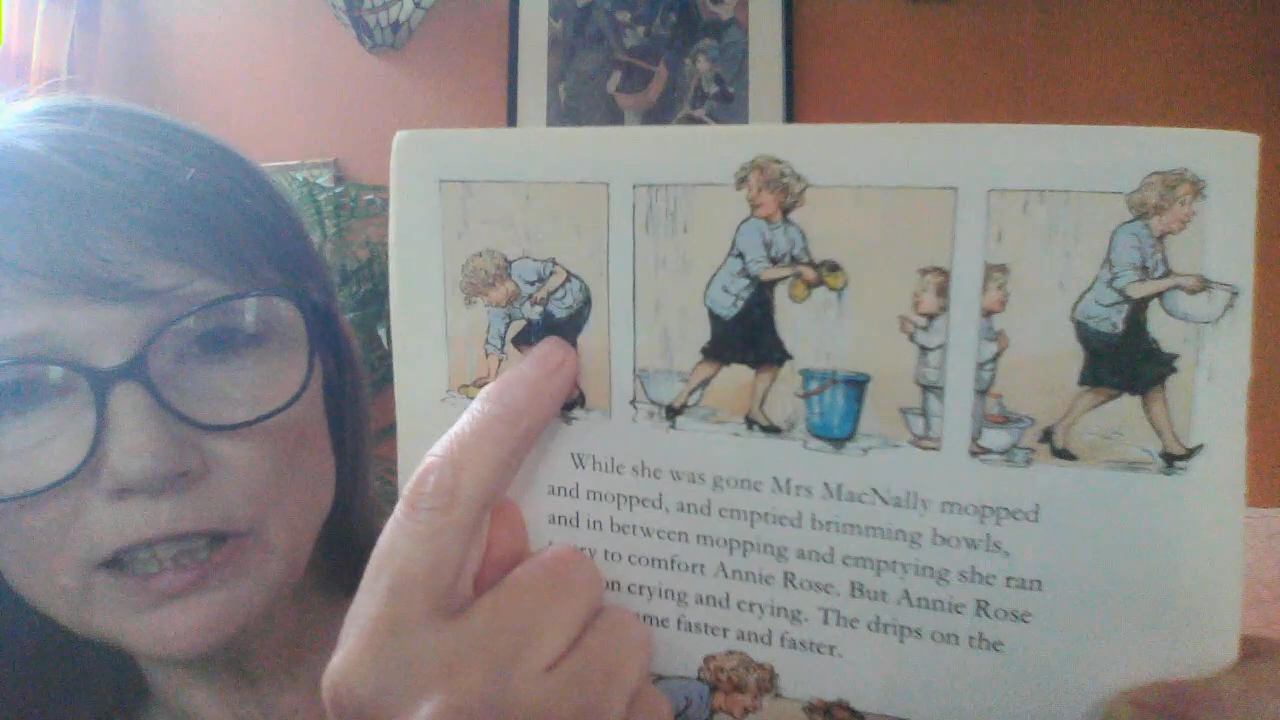 While she was gone Mrs MacNally mopped
and mopped, and emptied brimming bowls,
and in between mopping and emptying she ran
to comfort Annie Rose. But Annie Rose
on crying and crying. The drips on the
faster and faster.